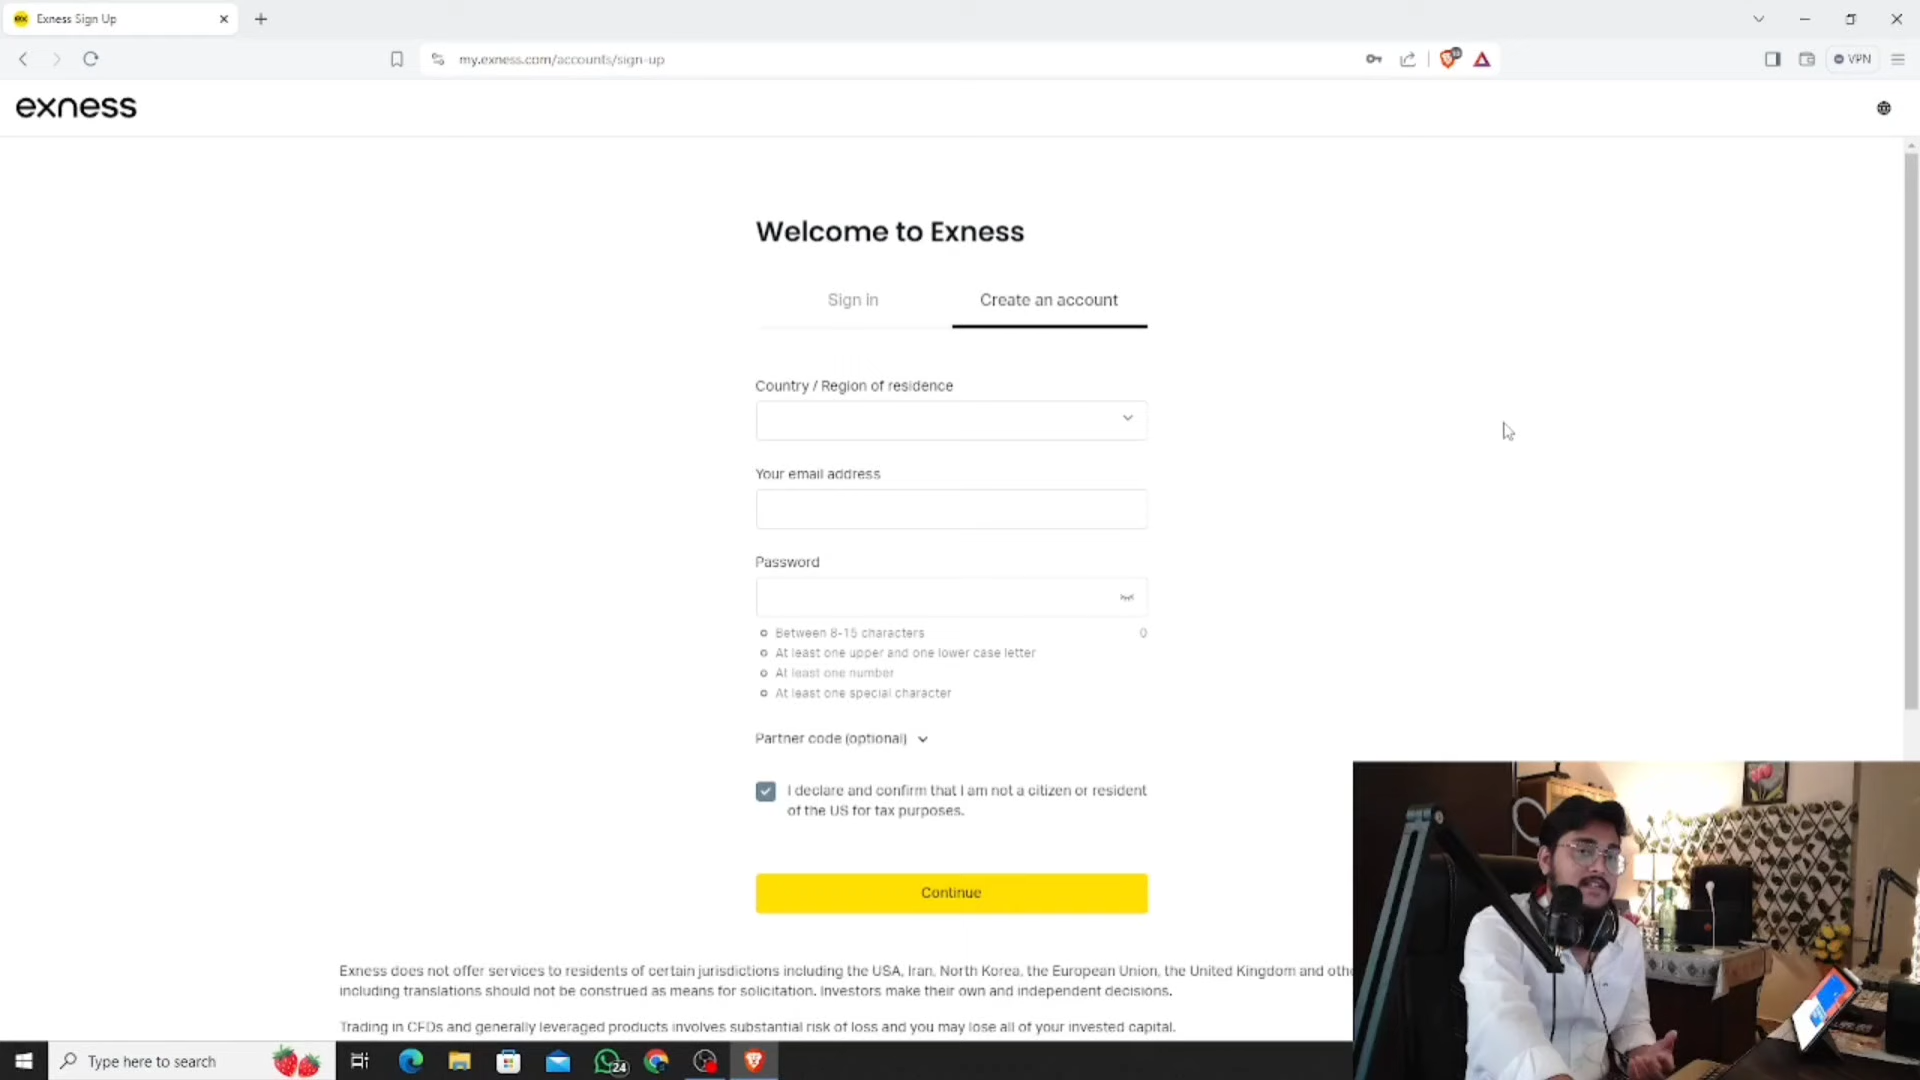 Exness Sign Up
my.exness.com/accounts/sign-up
VPN
exness
Welcome to Exness
Sign in
Create an account
Country / Region of residence
Your email address
Password
Between 8-15 characters
0
At least one upper and one lower case letter
At least one number
At least one special character
Partner code (optional)
I declare and confirm that I am not a citizen or resident
of the US for tax purposes.
Continue
Exness does not offer services to residents of certain jurisdictions including the USA, Iran, North Korea, the European Union, the United Kingdom and othe
including translations should not be construed as means for solicitation. Investors make their own and independent decisions.
Trading in CFDs and generally leveraged products involves substantial risk of loss and you may lose all of your invested capital.
Type here to search
24